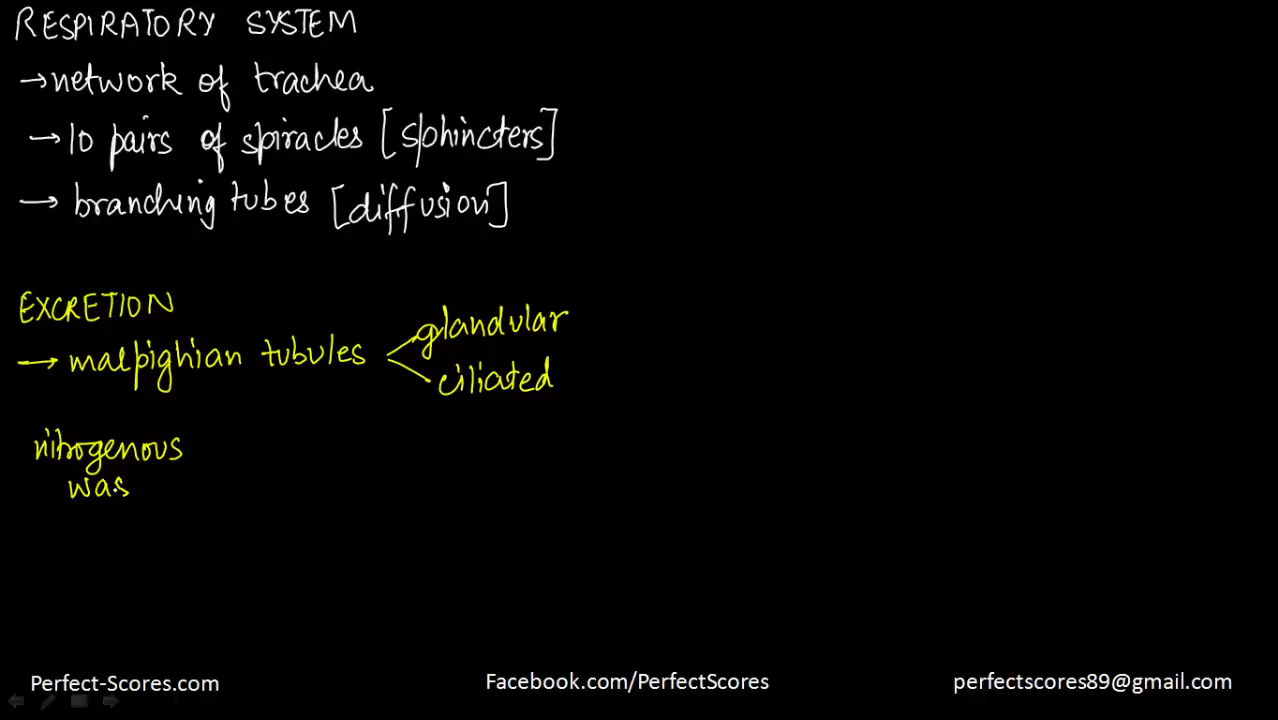 RESPIRATORY SYSTEM
→ network of trachea
→ 10 pairs of spiracles [sphincters]
→ branching tubes [diffusion]
EXCRETION
→ malpighian tubules
glandular
ciliated
nitrogenous
was
Perfect-Scores.com
Facebook.com/PerfectScores
perfectscores89@gmail.com